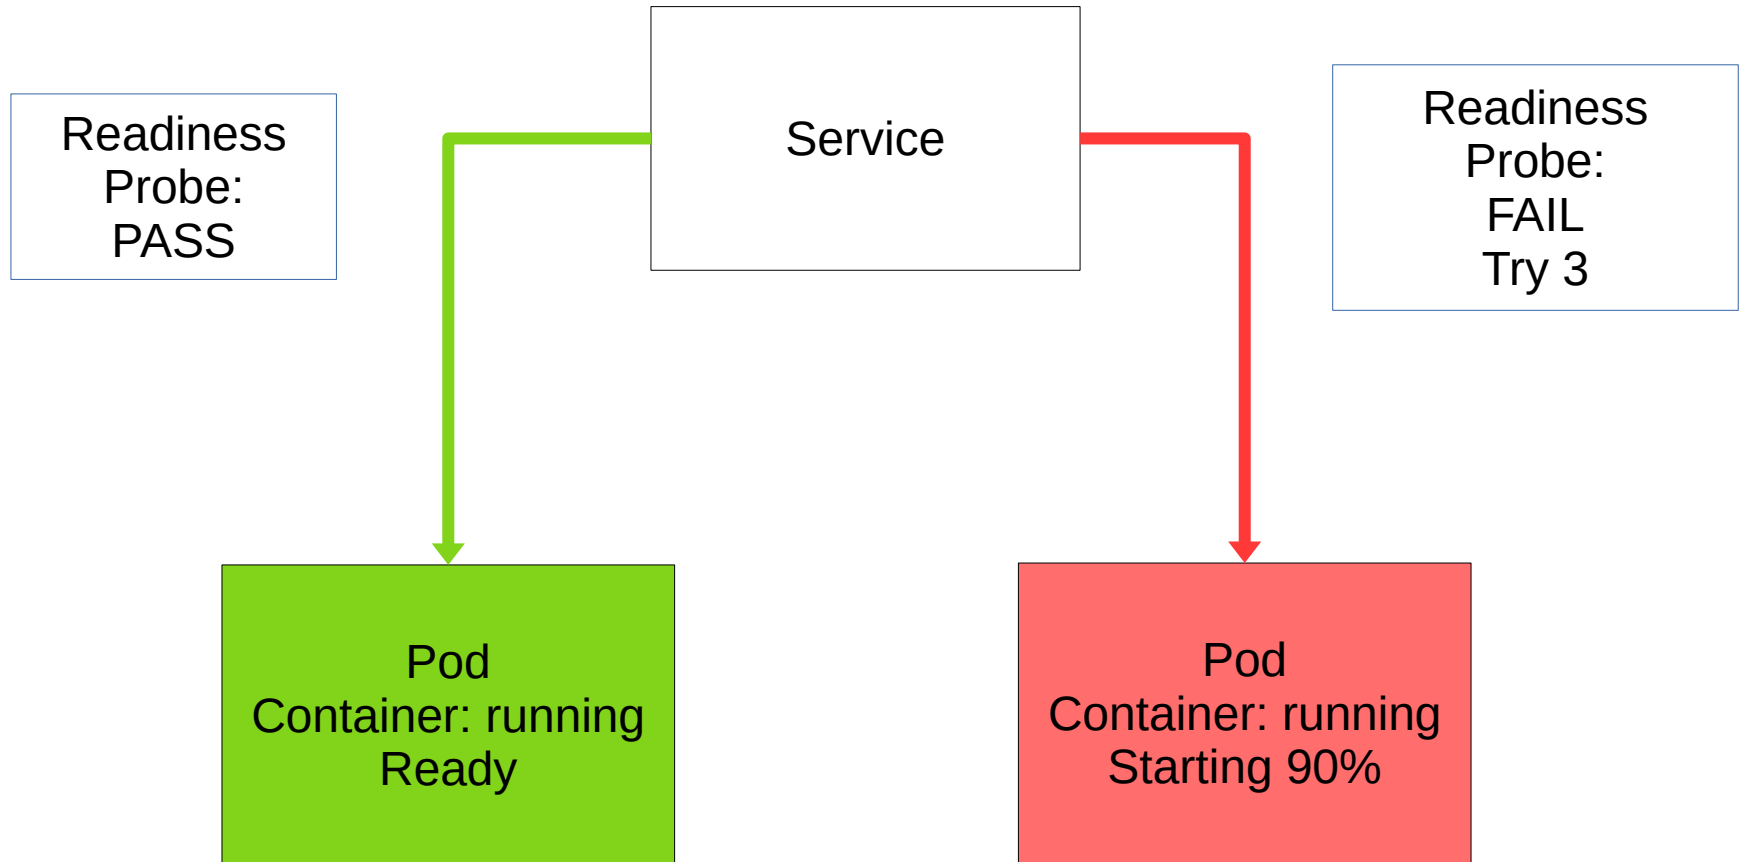 Readiness
Probe:
PASS
Service
Readiness
Probe:
FAIL
Try 3
Pod
Container: running
Ready
Pod
Container: running
Starting 90%